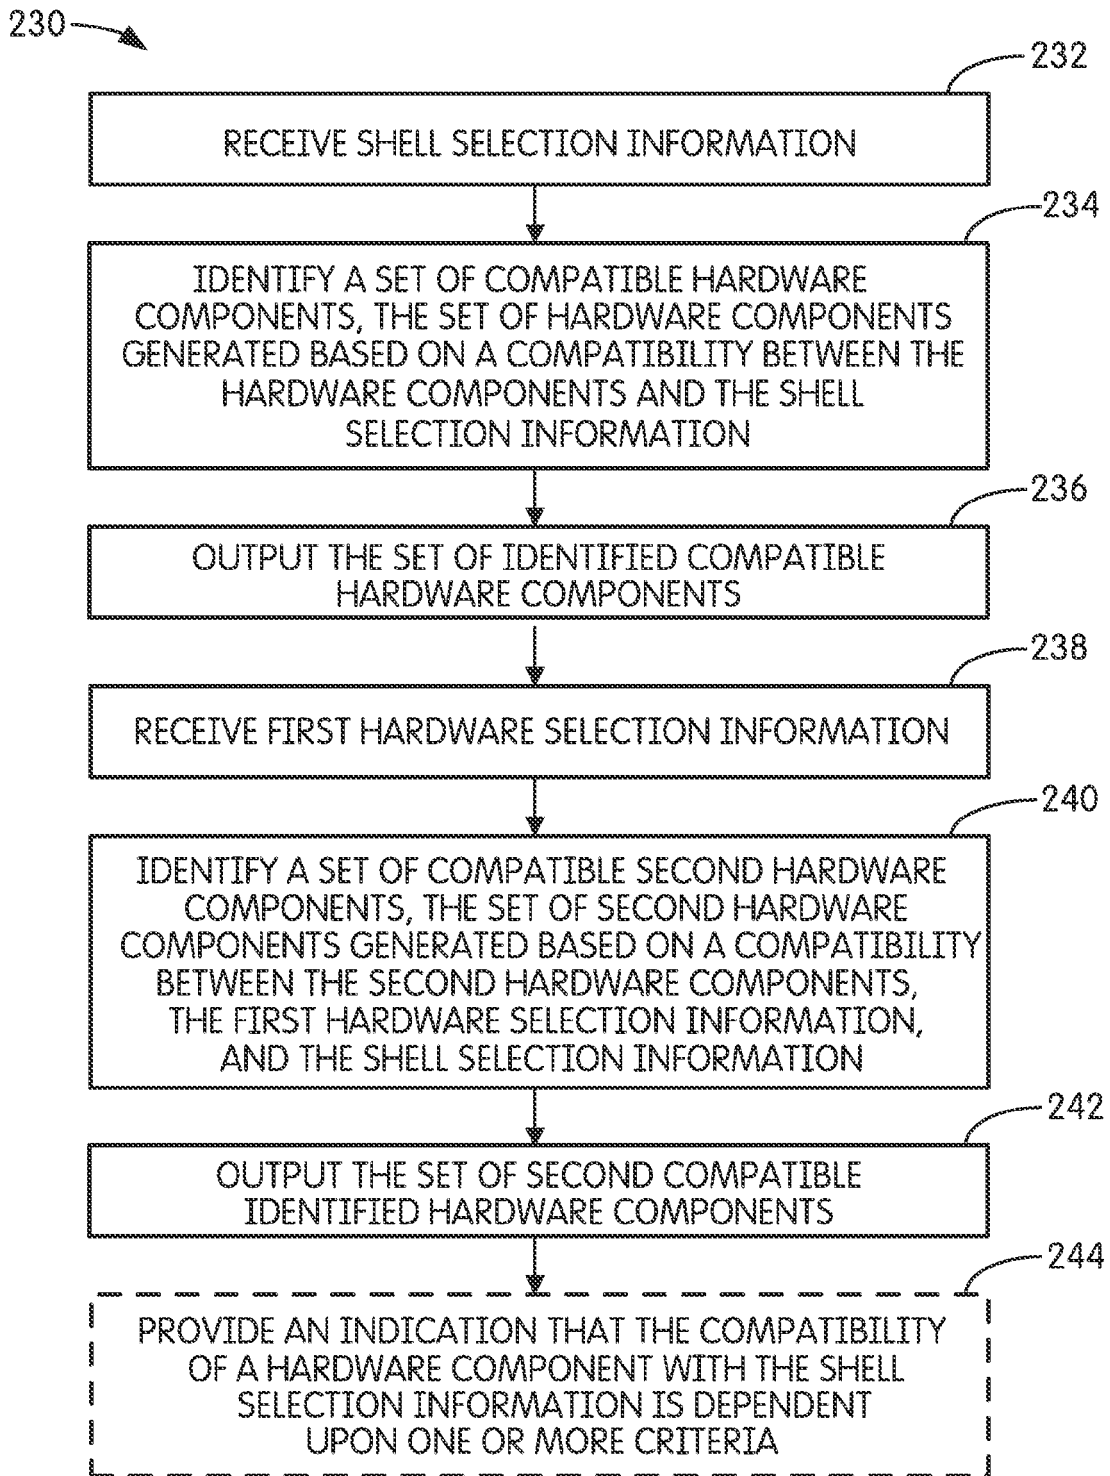 230
232
RECEIVE SHELL SELECTION INFORMATION
234
IDENTIFY A SET OF COMPATIBLE HARDWARE
COMPONENTS, THE SET OF HARDWARE COMPONENTS
GENERATED BASED ON A COMPATIBILITY BETWEEN THE
HARDWARE COMPONENTS AND THE SHELL
SELECTION INFORMATION
236
OUTPUT THE SET OF IDENTIFIED COMPATIBLE
HARDWARE COMPONENTS
238
RECEIVE FIRST HARDWARE SELECTION INFORMATION
240
IDENTIFY A SET OF COMPATIBLE SECOND HARDWARE
COMPONENTS, THE SET OF SECOND HARDWARE
COMPONENTS GENERATED BASED ON A COMPATIBILITY
BETWEEN THE SECOND HARDWARE COMPONENTS,
THE FIRST HARDWARE SELECTION INFORMATION,
AND THE SHELL SELECTION INFORMATION
242
OUTPUT THE SET OF SECOND COMPATIBLE
IDENTIFIED HARDWARE COMPONENTS
244
PROVIDE AN INDICATION THAT THE COMPATIBILITY
OF A HARDWARE COMPONENT WITH THE SHELL
SELECTION INFORMATION IS DEPENDENT
UPON ONE OR MORE CRITERIA